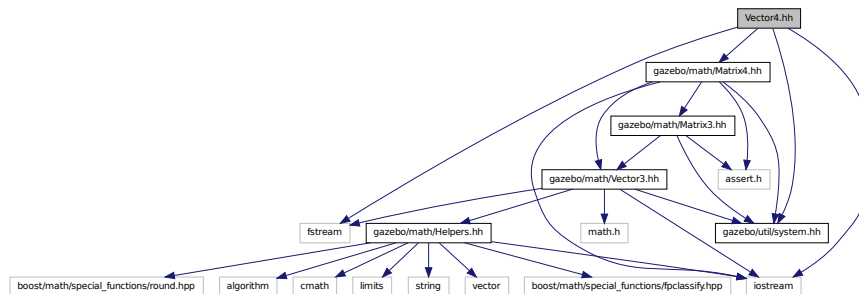 Vector4.hh
gazebo/math/Matrix4.hh
gazebo/math/Matrix3.hh
gazebo/math/Vector3.hh
assert.h
fstream
gazebo/math/Helpers.hh
math.h
gazebo/util/system.hh
boost/math/special_functions/round.hpp
algorithm
cmath
limits
string
vector
boost/math/special_functions/fpclassify.hpp
iostream